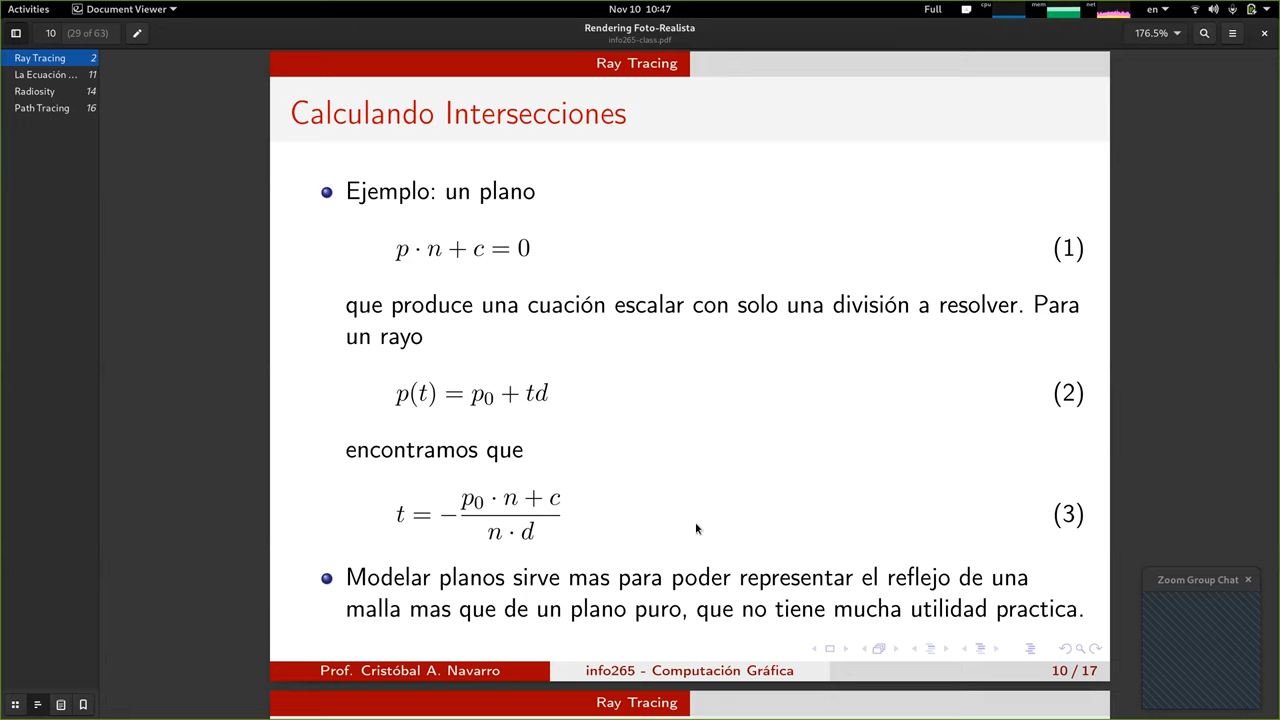 Activities
Document Viewer
Nov 10 10:47
Full
cpu
mem
net
en
10
(29 of 63)
Rendering Foto-Realista
info265-class.pdf
176.5%
Ray Tracing 2
La Ecuación ... 11
Radiosity 14
Path Tracing 16
Ray Tracing
Calculando Intersecciones
Ejemplo: un plano
p · n + c = 0 (1)
que produce una cuación escalar con solo una división a resolver. Para
un rayo
p(t) = p₀ + td (2)
encontramos que
t = − (p₀ · n + c) / (n · d) (3)
Modelar planos sirve mas para poder representar el reflejo de una
malla mas que de un plano puro, que no tiene mucha utilidad practica.
Zoom Group Chat
Prof. Cristóbal A. Navarro
info265 - Computación Gráfica
10 / 17
Ray Tracing